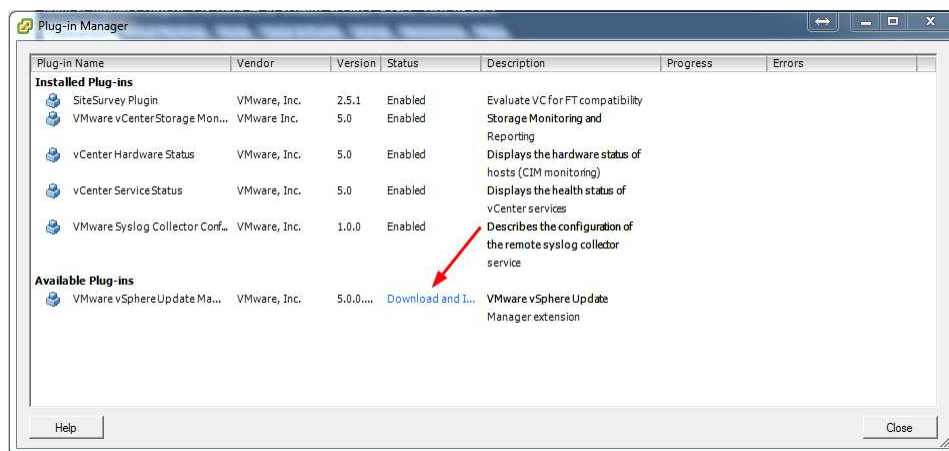 Plug-in Manager
Plug-in Name Vendor Version Status Description Progress Errors
Installed Plug-ins
SiteSurvey Plugin VMware, Inc. 2.5.1 Enabled Evaluate VC for FT compatibility
VMware vCenter Storage Mon... VMware Inc. 5.0 Enabled Storage Monitoring and
Reporting
vCenter Hardware Status VMware, Inc. 5.0 Enabled Displays the hardware status of
hosts (CIM monitoring)
vCenter Service Status VMware, Inc. 5.0 Enabled Displays the health status of
vCenter services
VMware Syslog Collector Conf... VMware, Inc. 1.0.0 Enabled Describes the configuration of
the remote syslog collector
service
Available Plug-ins
VMware vSphere Update Ma... VMware, Inc. 5.0.0.... Download and I... VMware vSphere Update
Manager extension
Help Close